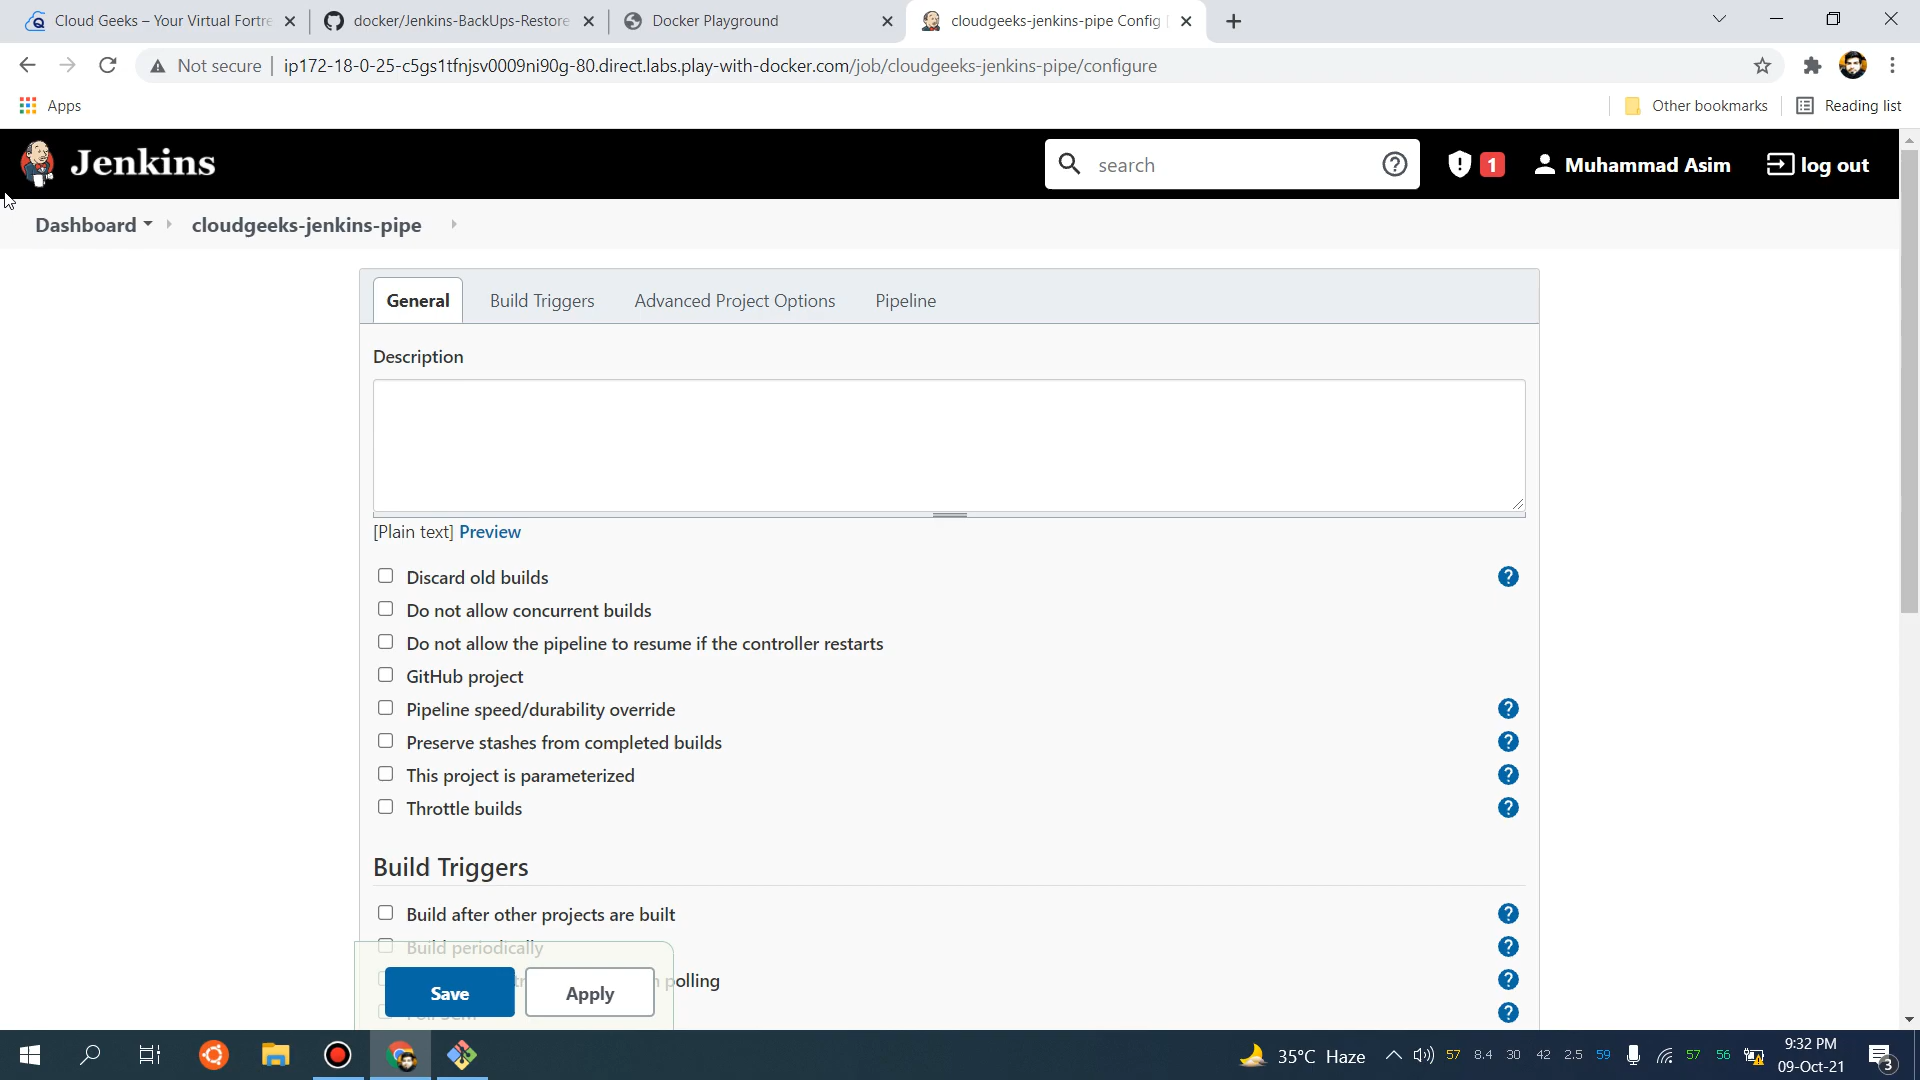 Cloud Geeks – Your Virtual Fortre
docker/Jenkins-BackUps-Restore
Docker Playground
cloudgeeks-jenkins-pipe Config
Not secure
ip172-18-0-25-c5gs1tfnjsv0009ni90g-80.direct.labs.play-with-docker.com/job/cloudgeeks-jenkins-pipe/configure
Apps
Other bookmarks
Reading list
Jenkins
search
1
Muhammad Asim
log out
Dashboard
cloudgeeks-jenkins-pipe
General
Build Triggers
Advanced Project Options
Pipeline
Description
[Plain text] Preview
Discard old builds
Do not allow concurrent builds
Do not allow the pipeline to resume if the controller restarts
GitHub project
Pipeline speed/durability override
Preserve stashes from completed builds
This project is parameterized
Throttle builds
Build Triggers
Build after other projects are built
Build periodically
polling
Save
Apply
35°C Haze
57 8.4 30 42 2.5 59
57 56
9:32 PM
09-Oct-21
3